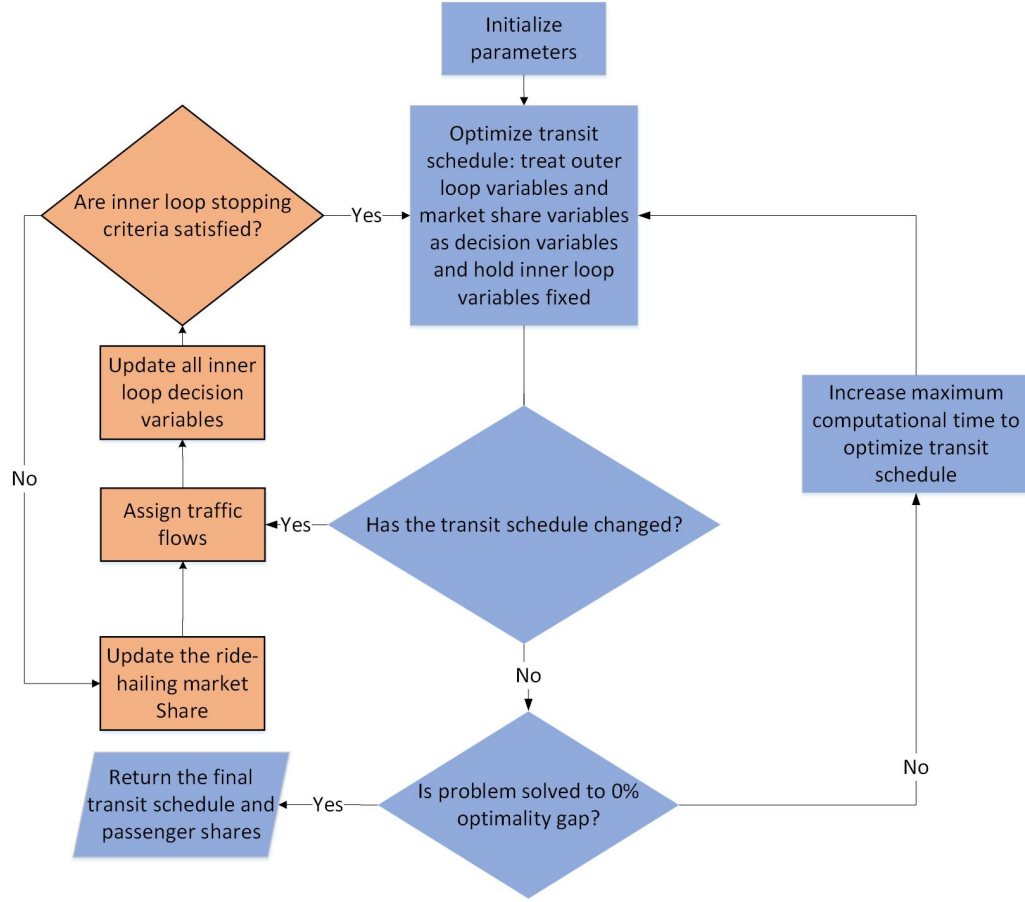 Initialize
parameters
Optimize transit
schedule: treat outer
loop variables and
market share variables
as decision variables
and hold inner loop
variables fixed
Are inner loop stopping
criteria satisfied?
Yes
Update all inner
loop decision
variables
Increase maximum
computational time to
optimize transit
schedule
No
Assign traffic
flows
Yes
Has the transit schedule changed?
Update the ride-
hailing market
Share
No
Return the final
transit schedule and
passenger shares
Yes
Is problem solved to 0%
optimality gap?
No